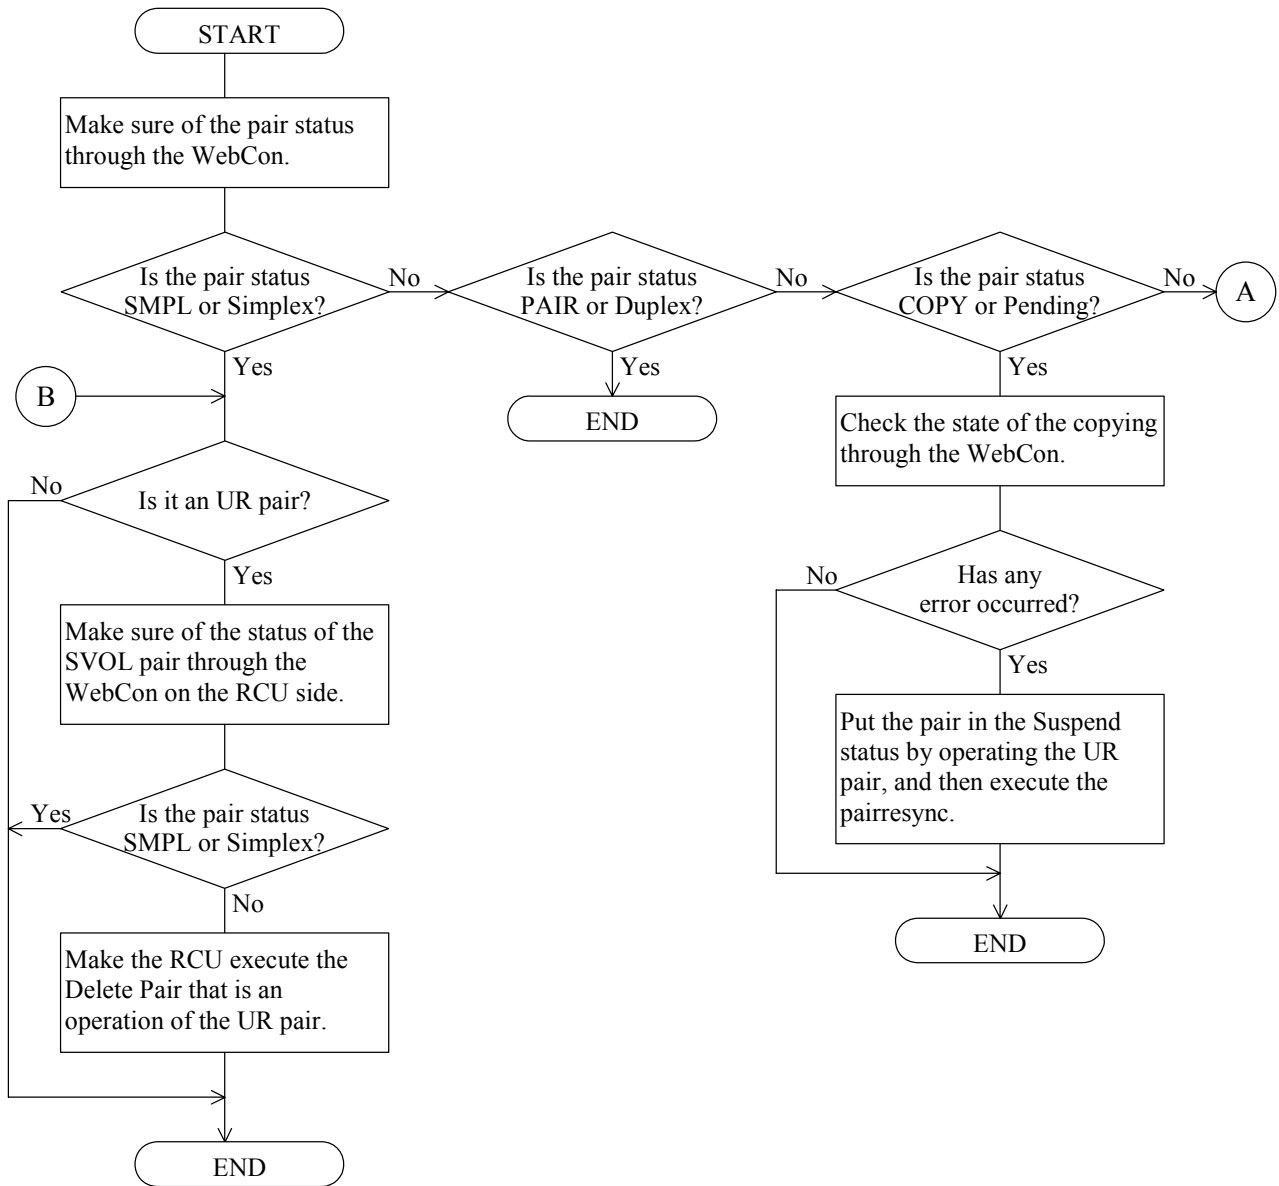 START
Make sure of the pair status
through the WebCon.
Is the pair status
SMPL or Simplex?
No
Is the pair status
PAIR or Duplex?
No
Is the pair status
COPY or Pending?
No
A
Yes
Yes
Yes
B
END
Check the state of the copying
through the WebCon.
No
Is it an UR pair?
Yes
No
Has any
error occurred?
Yes
Make sure of the status of the
SVOL pair through the
WebCon on the RCU side.
Put the pair in the Suspend
status by operating the UR
pair, and then execute the
pairresync.
Yes
Is the pair status
SMPL or Simplex?
No
END
Make the RCU execute the
Delete Pair that is an
operation of the UR pair.
END